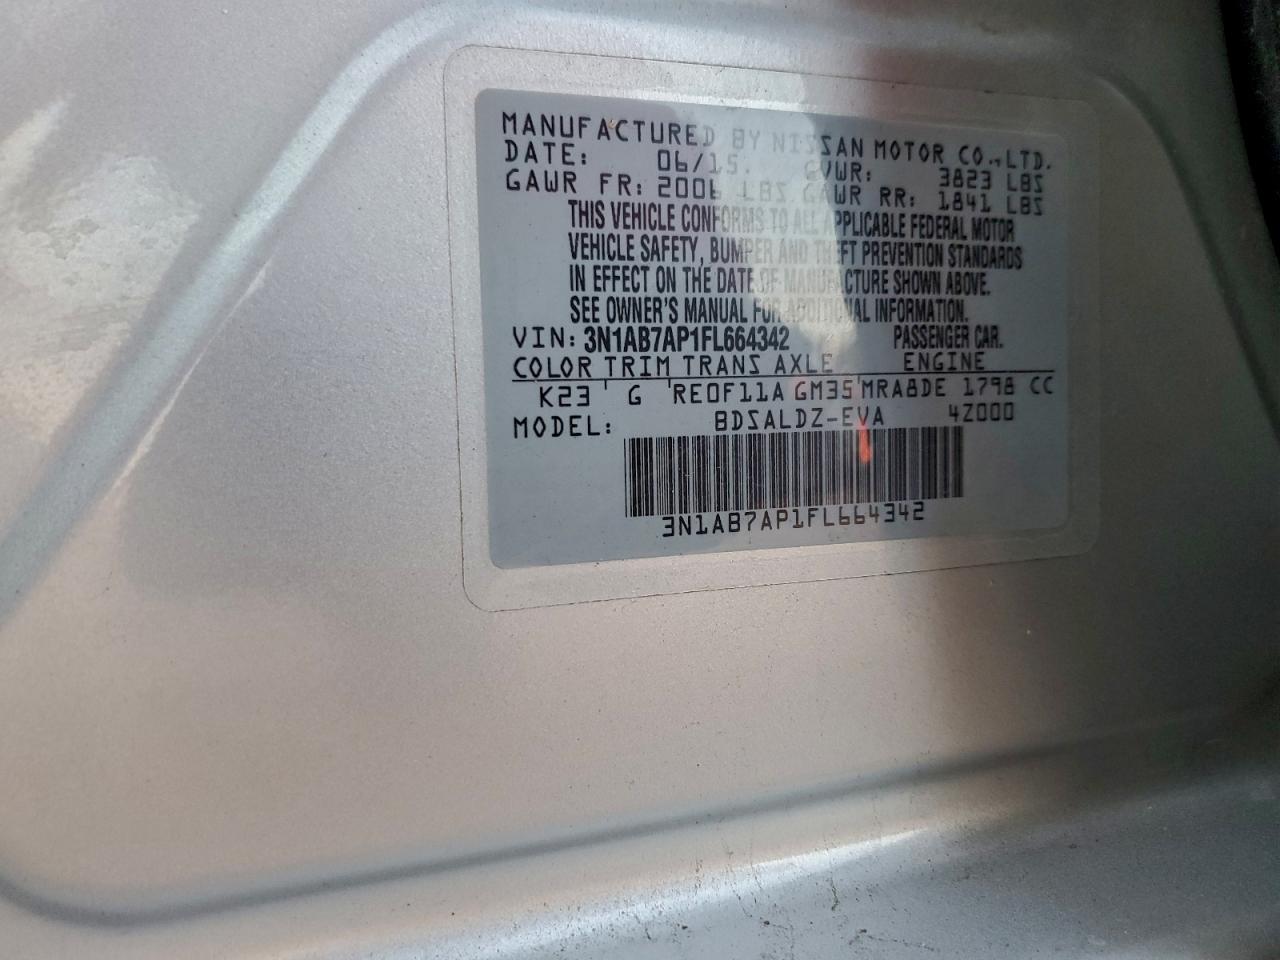 MANUFACTURED BY NISSAN MOTOR CO.,LTD.
DATE: 06/15. GVWR: 3823 LBS
GAWR FR: 2006 LBS GAWR RR: 1841 LBS
THIS VEHICLE CONFORMS TO ALL APPLICABLE FEDERAL MOTOR
VEHICLE SAFETY, BUMPER AND THEFT PREVENTION STANDARDS
IN EFFECT ON THE DATE OF MANUFACTURE SHOWN ABOVE.
SEE OWNER'S MANUAL FOR ADDITIONAL INFORMATION.
VIN: 3N1AB7AP1FL664342 PASSENGER CAR.
COLOR TRIM TRANS AXLE ENGINE
K23 G RE0F11A GM35 MRA8DE 1798 CC
MODEL: BDSALDZ-EVA 4Z000
3N1AB7AP1FL664342